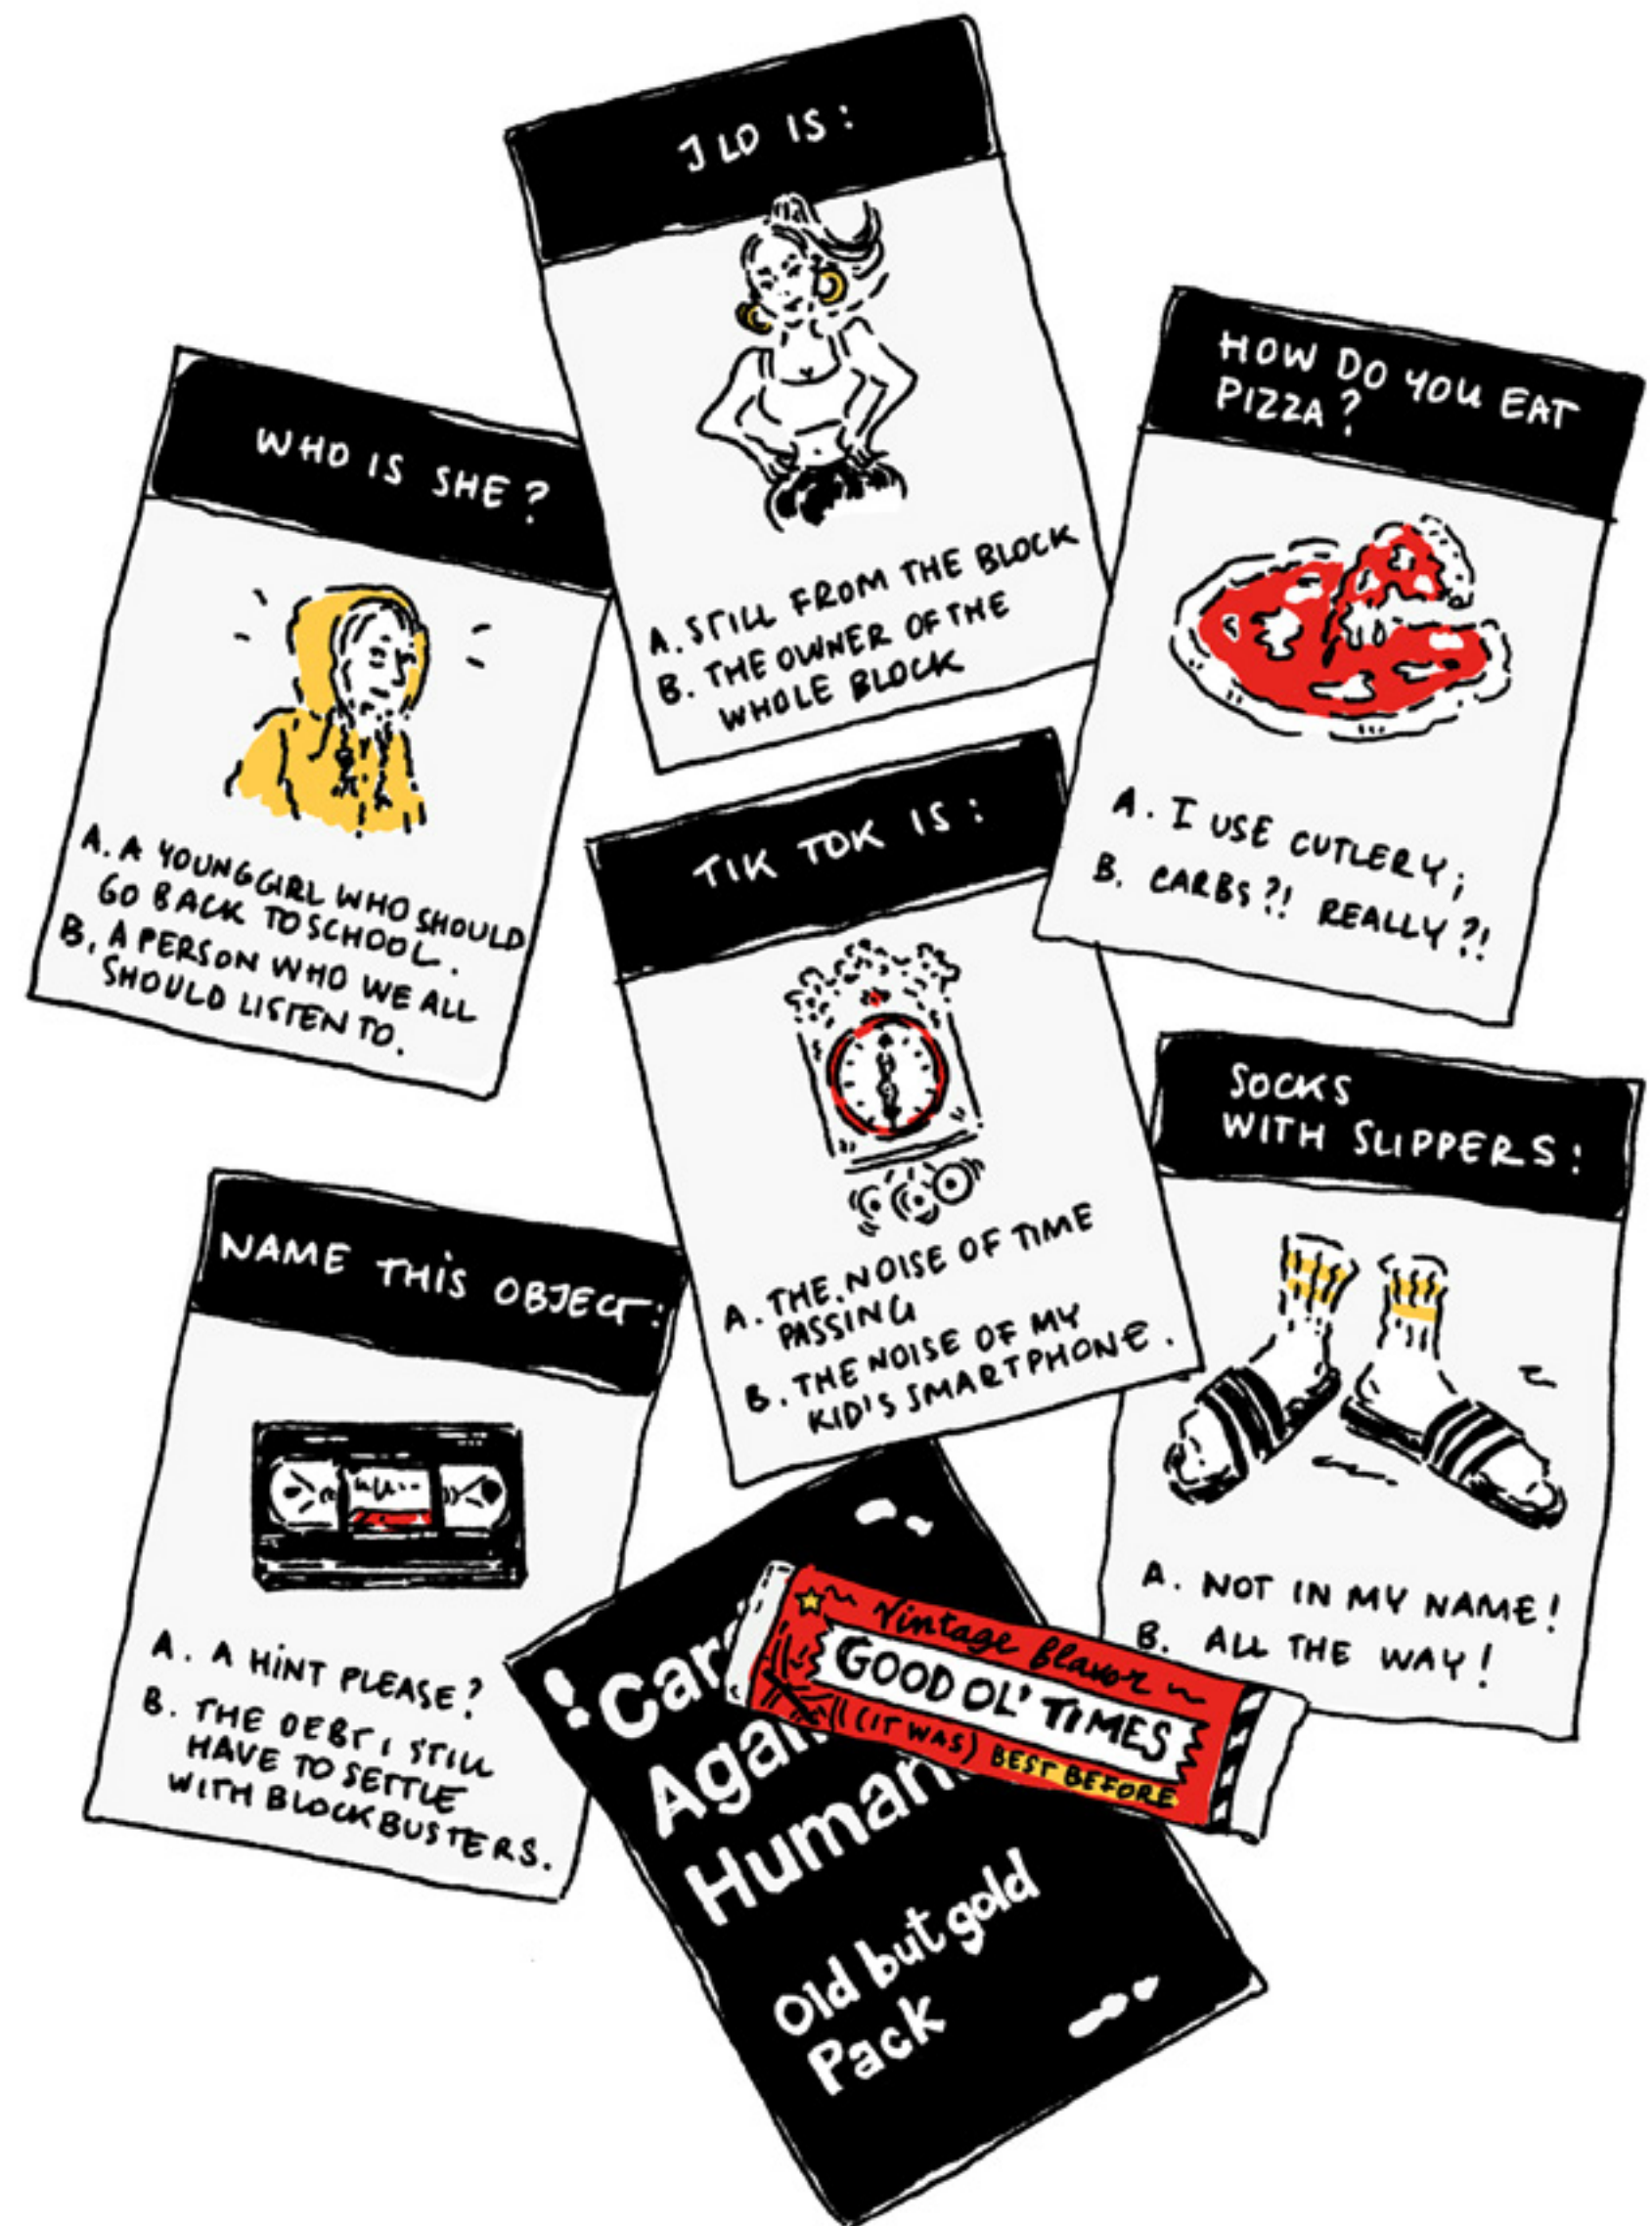 JLO IS:
A. STILL FROM THE BLOCK
B. THE OWNER OF THE
WHOLE BLOCK
HOW DO YOU EAT
PIZZA?
A. I USE CUTLERY;
B. CARBS?! REALLY?!
WHO IS SHE?
A. A YOUNG GIRL WHO SHOULD
GO BACK TO SCHOOL.
B. A PERSON WHO WE ALL
SHOULD LISTEN TO.
TIK TOK IS:
A. THE NOISE OF TIME
PASSING
B. THE NOISE OF MY
KID'S SMARTPHONE.
SOCKS
WITH SLIPPERS:
A. NOT IN MY NAME!
B. ALL THE WAY!
NAME THIS OBJECT:
A. A HINT PLEASE?
B. THE DEBT I STILL
HAVE TO SETTLE
WITH BLOCKBUSTERS.
! Car
Agai
Human
Old but gold
Pack
Vintage flavor
GOOD OL' TIMES
(IT WAS) BEST BEFORE